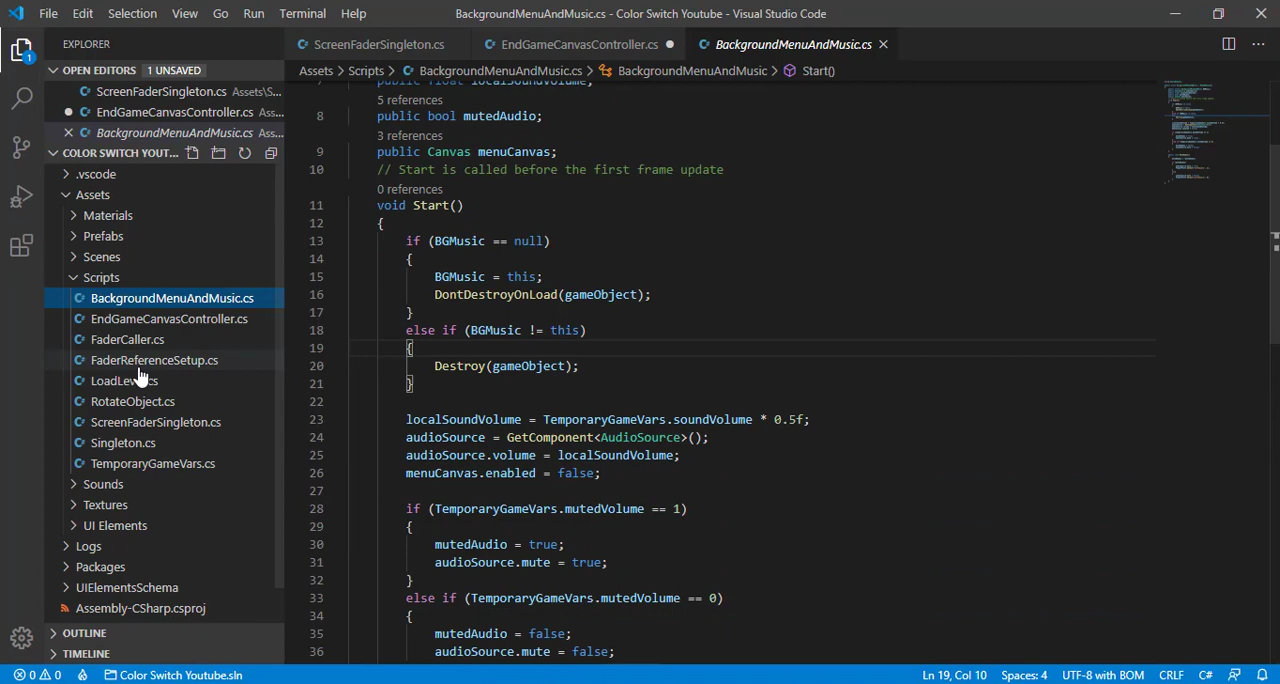 File Edit Selection View Go Run Terminal Help BackgroundMenuAndMusic.cs - Color Switch Youtube - Visual Studio Code
EXPLORER
ScreenFaderSingleton.cs EndGameCanvasController.cs BackgroundMenuAndMusic.cs
OPEN EDITORS 1 UNSAVED
Assets > Scripts > BackgroundMenuAndMusic.cs > BackgroundMenuAndMusic > Start()
ScreenFaderSingleton.cs Assets\S...
EndGameCanvasController.cs Ass...
BackgroundMenuAndMusic.cs Ass...
COLOR SWITCH YOUT...
.vscode
Assets
Materials
Prefabs
Scenes
Scripts
BackgroundMenuAndMusic.cs
EndGameCanvasController.cs
FaderCaller.cs
FaderReferenceSetup.cs
RotateObject.cs
ScreenFaderSingleton.cs
Singleton.cs
TemporaryGameVars.cs
Sounds
Textures
UI Elements
Logs
Packages
UIElementsSchema
Assembly-CSharp.csproj
OUTLINE
TIMELINE
7 public float localSoundVolume;
5 references
8 public bool mutedAudio;
3 references
9 public Canvas menuCanvas;
10 // Start is called before the first frame update
0 references
11 void Start()
12 {
13 if (BGMusic == null)
14 {
15 BGMusic = this;
16 DontDestroyOnLoad(gameObject);
17 }
18 else if (BGMusic != this)
19 {
20 Destroy(gameObject);
21 }
22
23 localSoundVolume = TemporaryGameVars.soundVolume * 0.5f;
24 audioSource = GetComponent<AudioSource>();
25 audioSource.volume = localSoundVolume;
26 menuCanvas.enabled = false;
27
28 if (TemporaryGameVars.mutedVolume == 1)
29 {
30 mutedAudio = true;
31 audioSource.mute = true;
32 }
33 else if (TemporaryGameVars.mutedVolume == 0)
34 {
35 mutedAudio = false;
36 audioSource.mute = false;
0 0 Color Switch Youtube.sln Ln 19, Col 10 Spaces: 4 UTF-8 with BOM CRLF C#